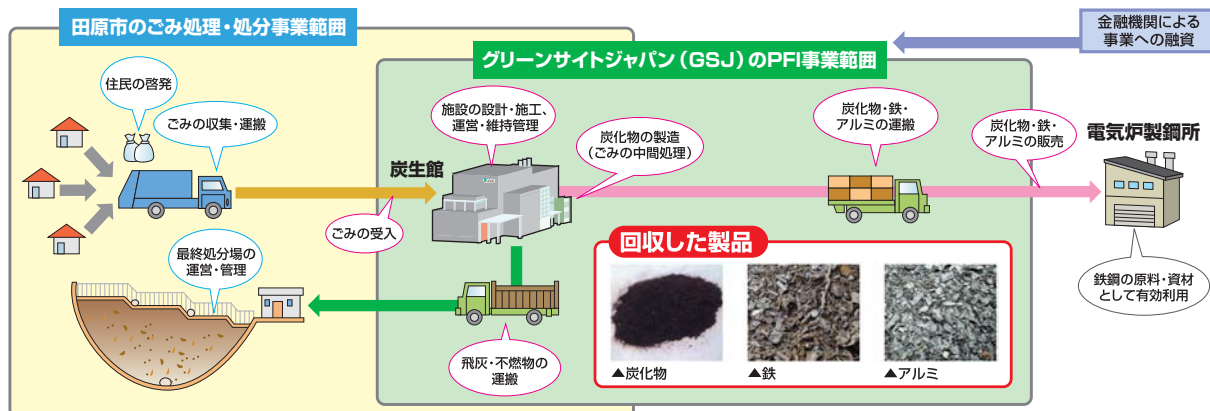 田原市のごみ処理・処分事業範囲
金融機関による
事業への融資
グリーンサイトジャパン（GSJ）のPFI事業範囲
住民の啓発
ごみの収集・運搬
施設の設計・施工、
運営・維持管理
炭化物の製造
（ごみの中間処理）
炭化物・鉄・
アルミの運搬
炭化物・鉄・
アルミの販売
電気炉製鋼所
炭生館
ごみの受入
最終処分場の
運営・管理
回収した製品
鉄鋼の原料・資材
として有効利用
飛灰・不燃物の
運搬
▲炭化物
▲鉄
▲アルミ